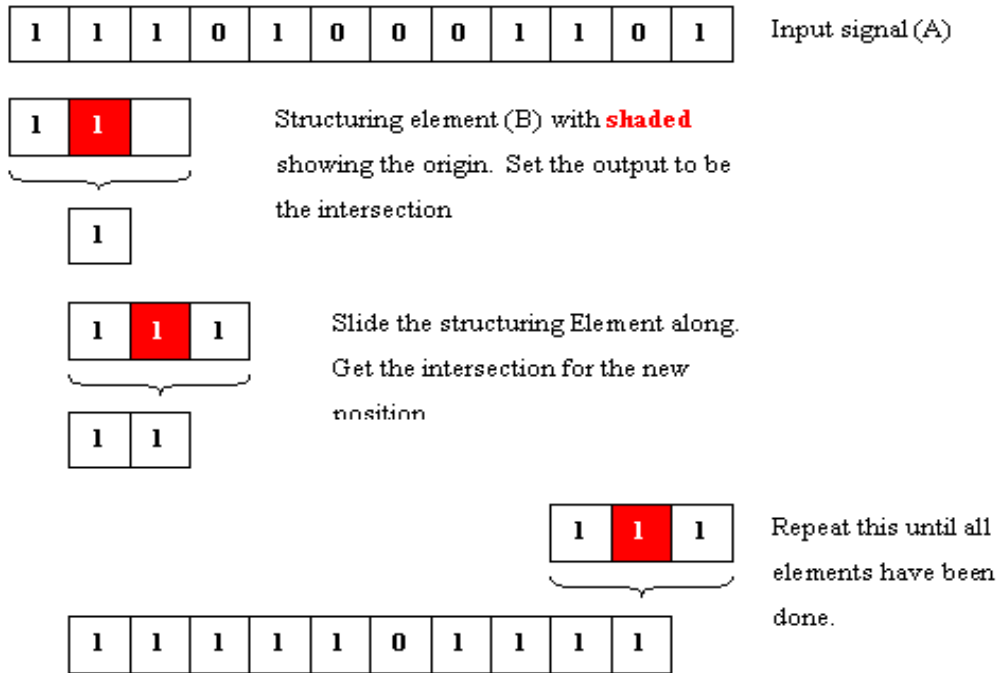 1 1 1 0 1 0 0 0 1 1 0 1 Input signal (A)
1 1
Structuring element (B) with shaded
showing the origin. Set the output to be
the intersection
1
1 1 1
Slide the structuring Element along.
Get the intersection for the new
position
1 1
1 1 1
Repeat this until all
elements have been
done.
1 1 1 1 1 0 1 1 1 1